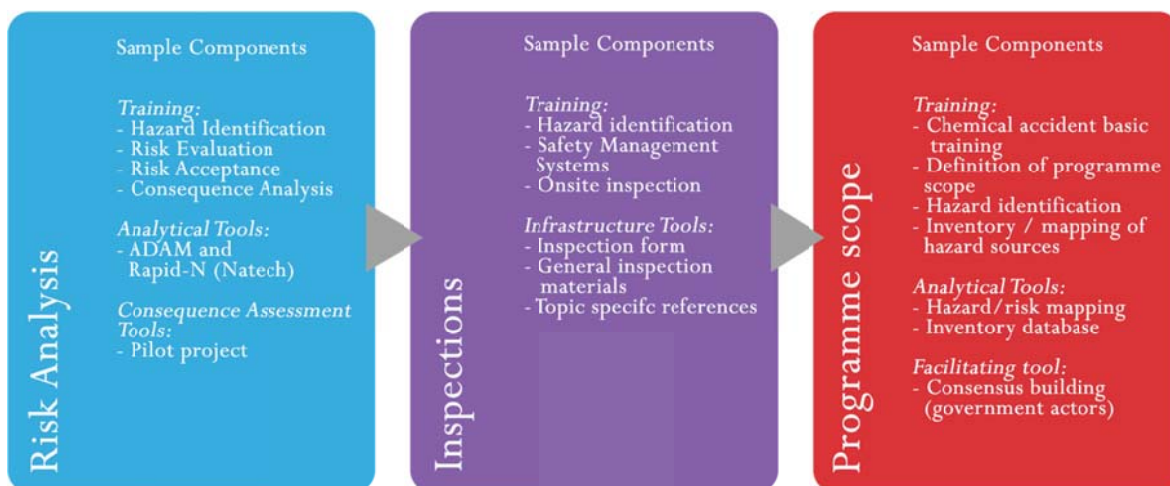 Risk Analysis
Sample Components
Training:
- Hazard Identification
- Risk Evaluation
- Risk Acceptance
- Consequence Analysis
Analytical Tools:
- ADAM and
Rapid-N (Natech)
Consequence Assessment
Tools:
- Pilot project
Inspections
Sample Components
Training:
- Hazard identification
- Safety Management
Systems
- Onsite inspection
Infrastructure Tools:
- Inspection form
- General inspection
materials
- Topic specifc references
Programme scope
Sample Components
Training:
- Chemical accident basic
training
- Definition of programme
scope
- Hazard identification
- Inventory / mapping of
hazard sources
Analytical Tools:
- Hazard/risk mapping
- Inventory database
Facilitating tool:
- Consensus building
(government actors)